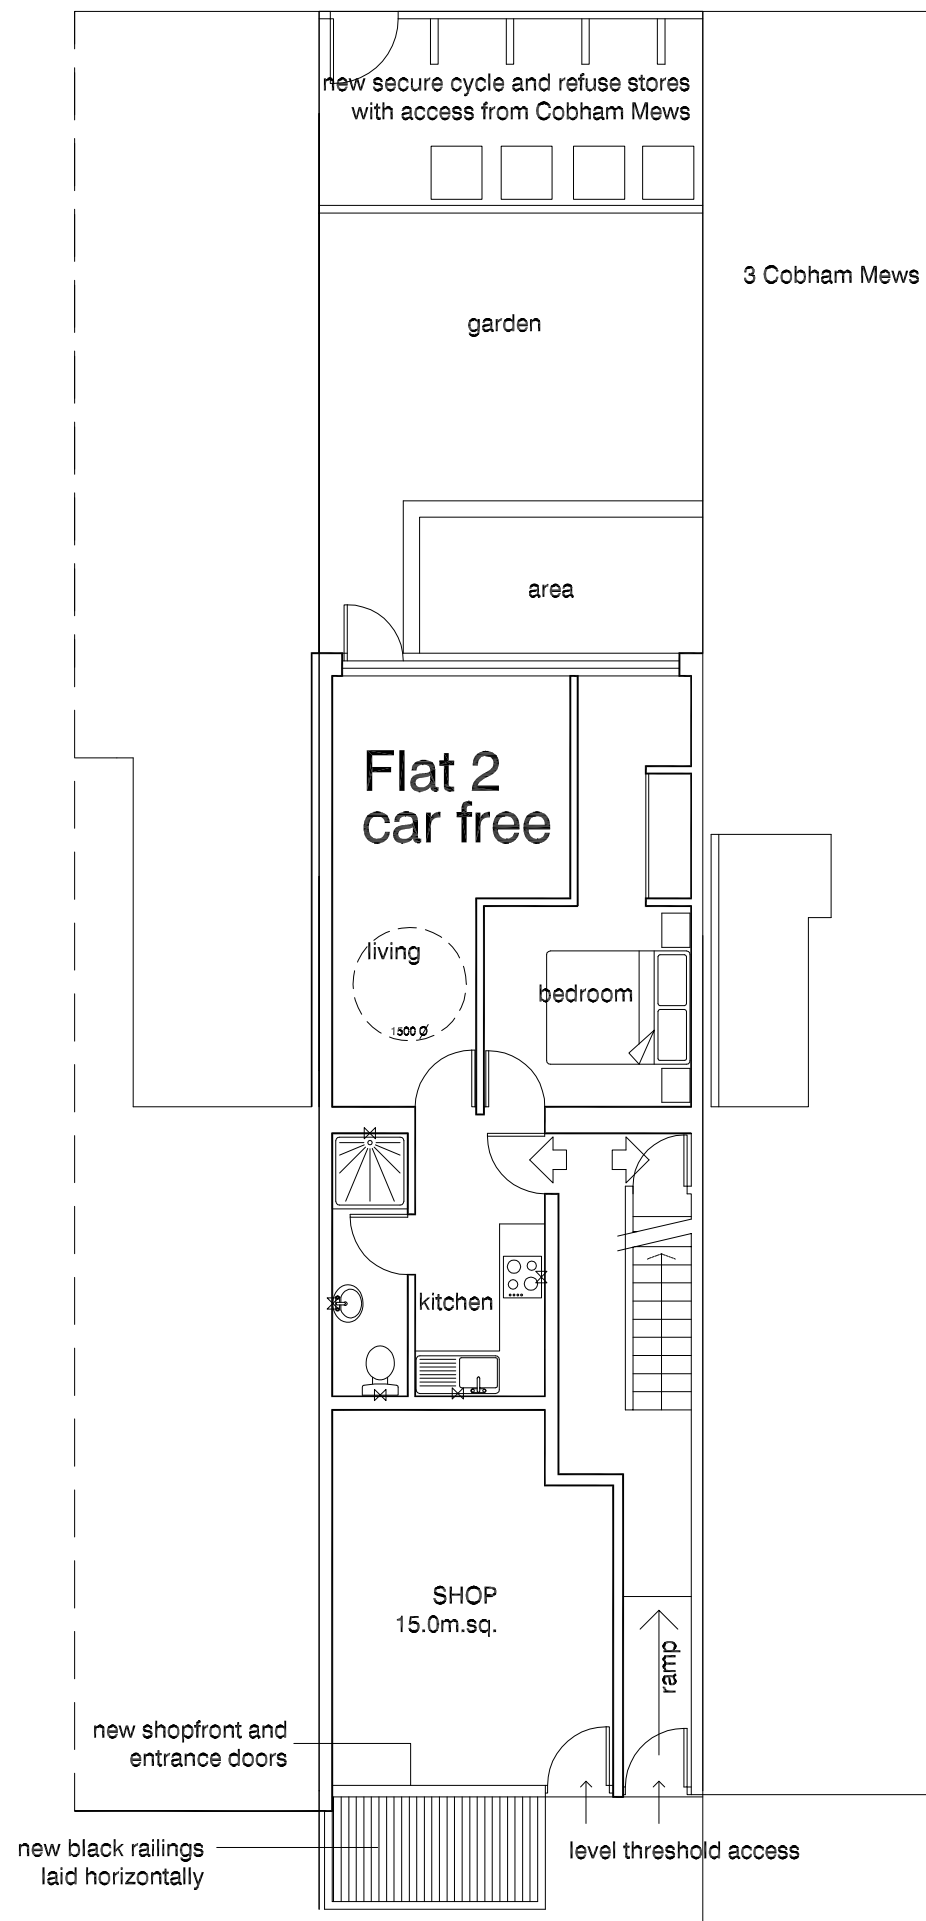 new secure cycle and refuse stores
with access from Cobham Mews
3 Cobham Mews
garden
area
Flat 2
car free
living
1500 Ø
bedroom
kitchen
SHOP
15.0m.sq.
ramp
new shopfront and
entrance doors
level threshold access
new black railings
laid horizontally